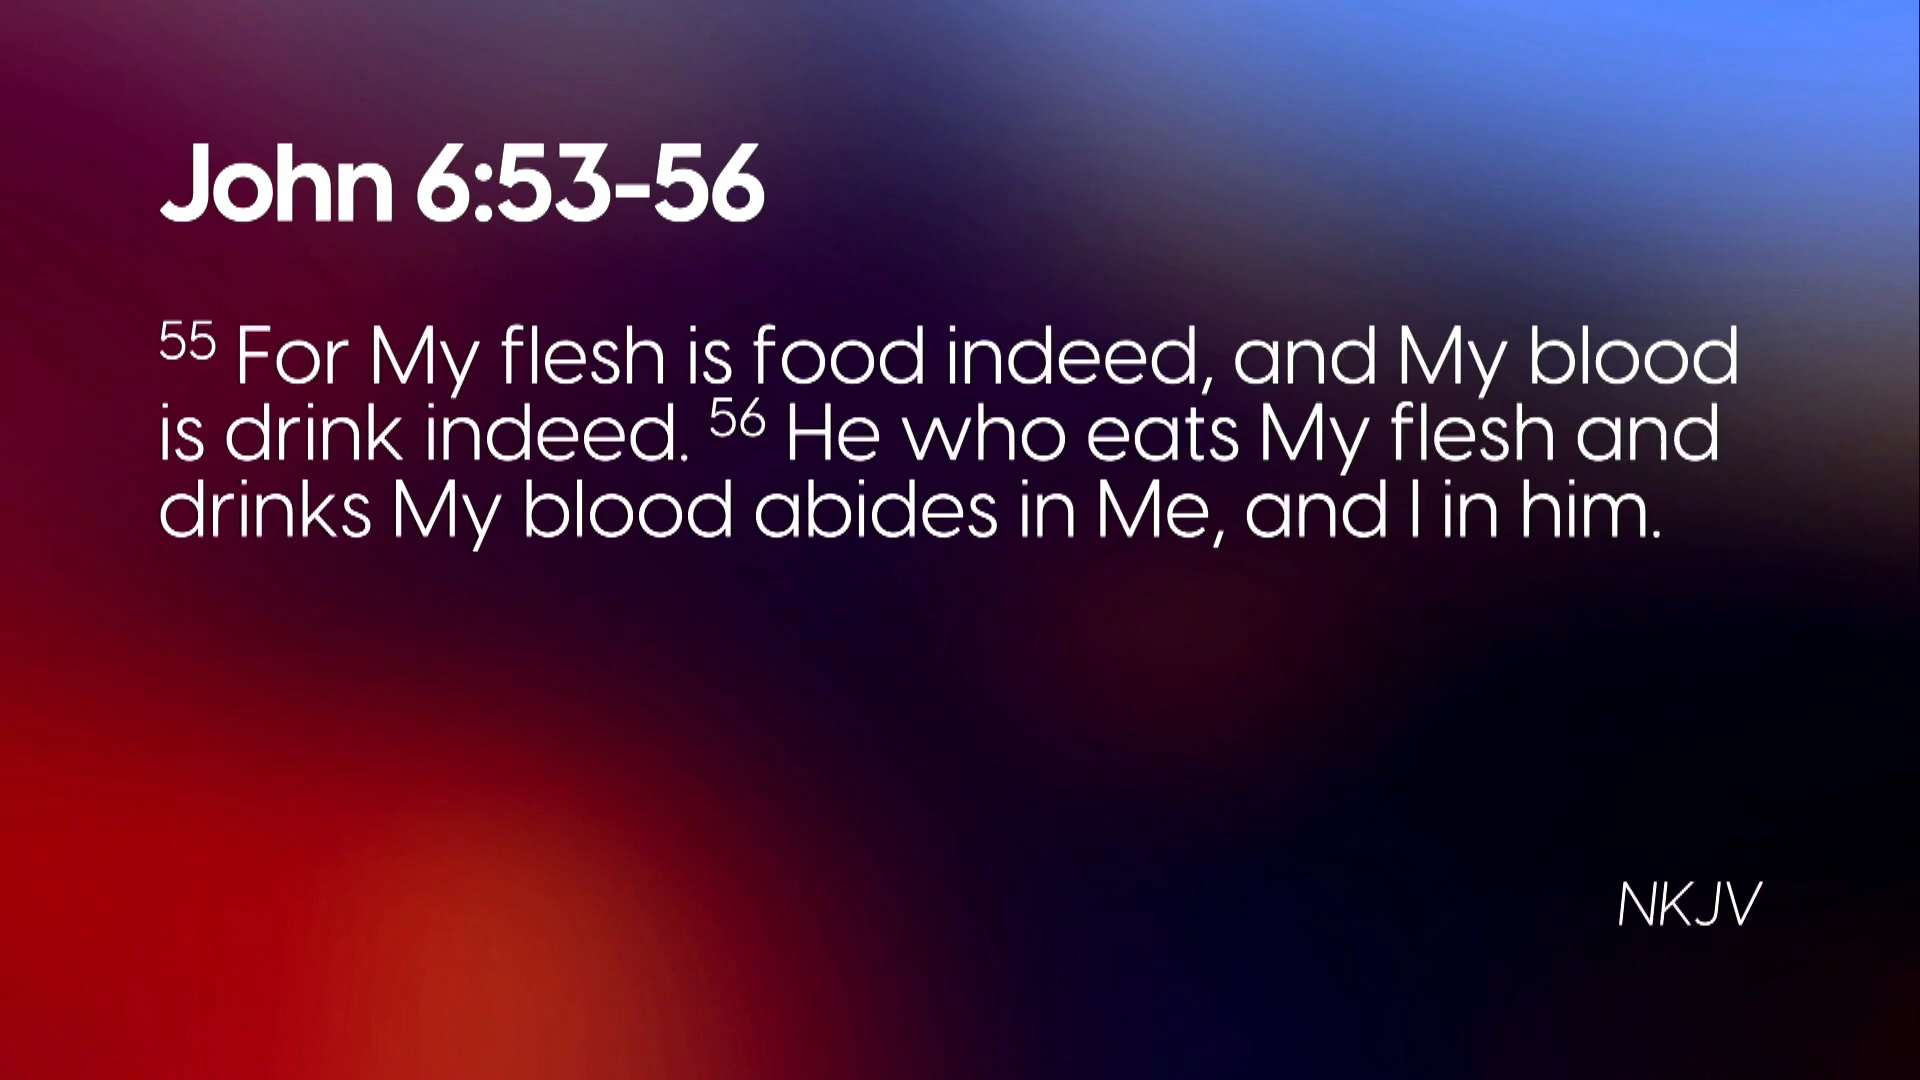 John 6:53-56
55 For My flesh is food indeed, and My blood
is drink indeed. 56 He who eats My flesh and
drinks My blood abides in Me, and I in him.
NKJV